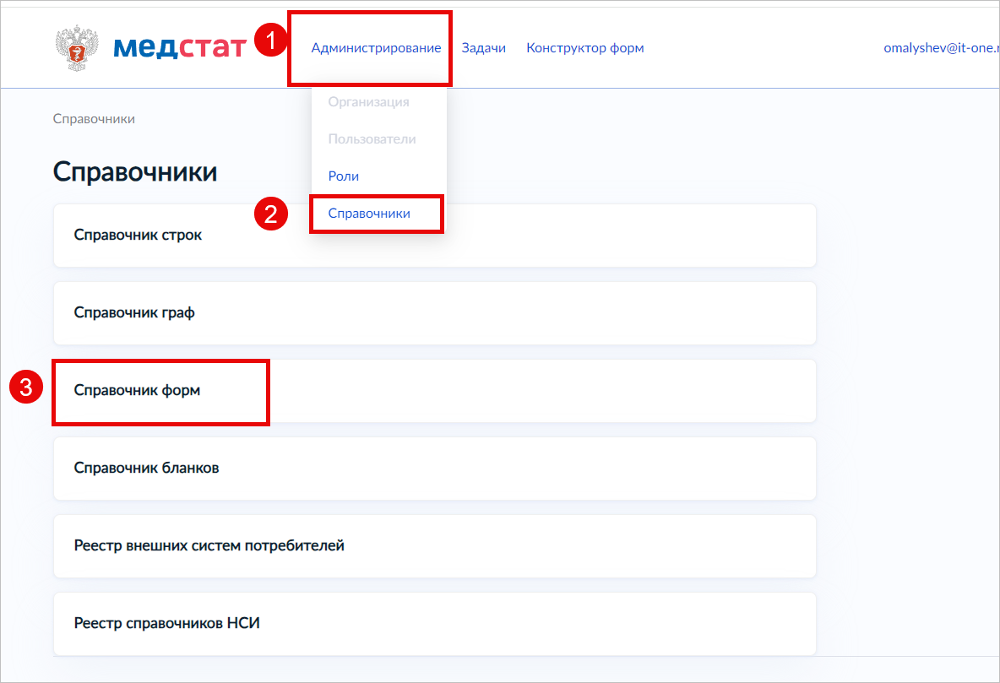 медстат
1
Администрирование
Задачи
Конструктор форм
omalyshev@it-one.r
Организация
Пользователи
Роли
2
Справочники
Справочники
Справочники
Справочник строк
Справочник граф
3
Справочник форм
Справочник бланков
Реестр внешних систем потребителей
Реестр справочников НСИ